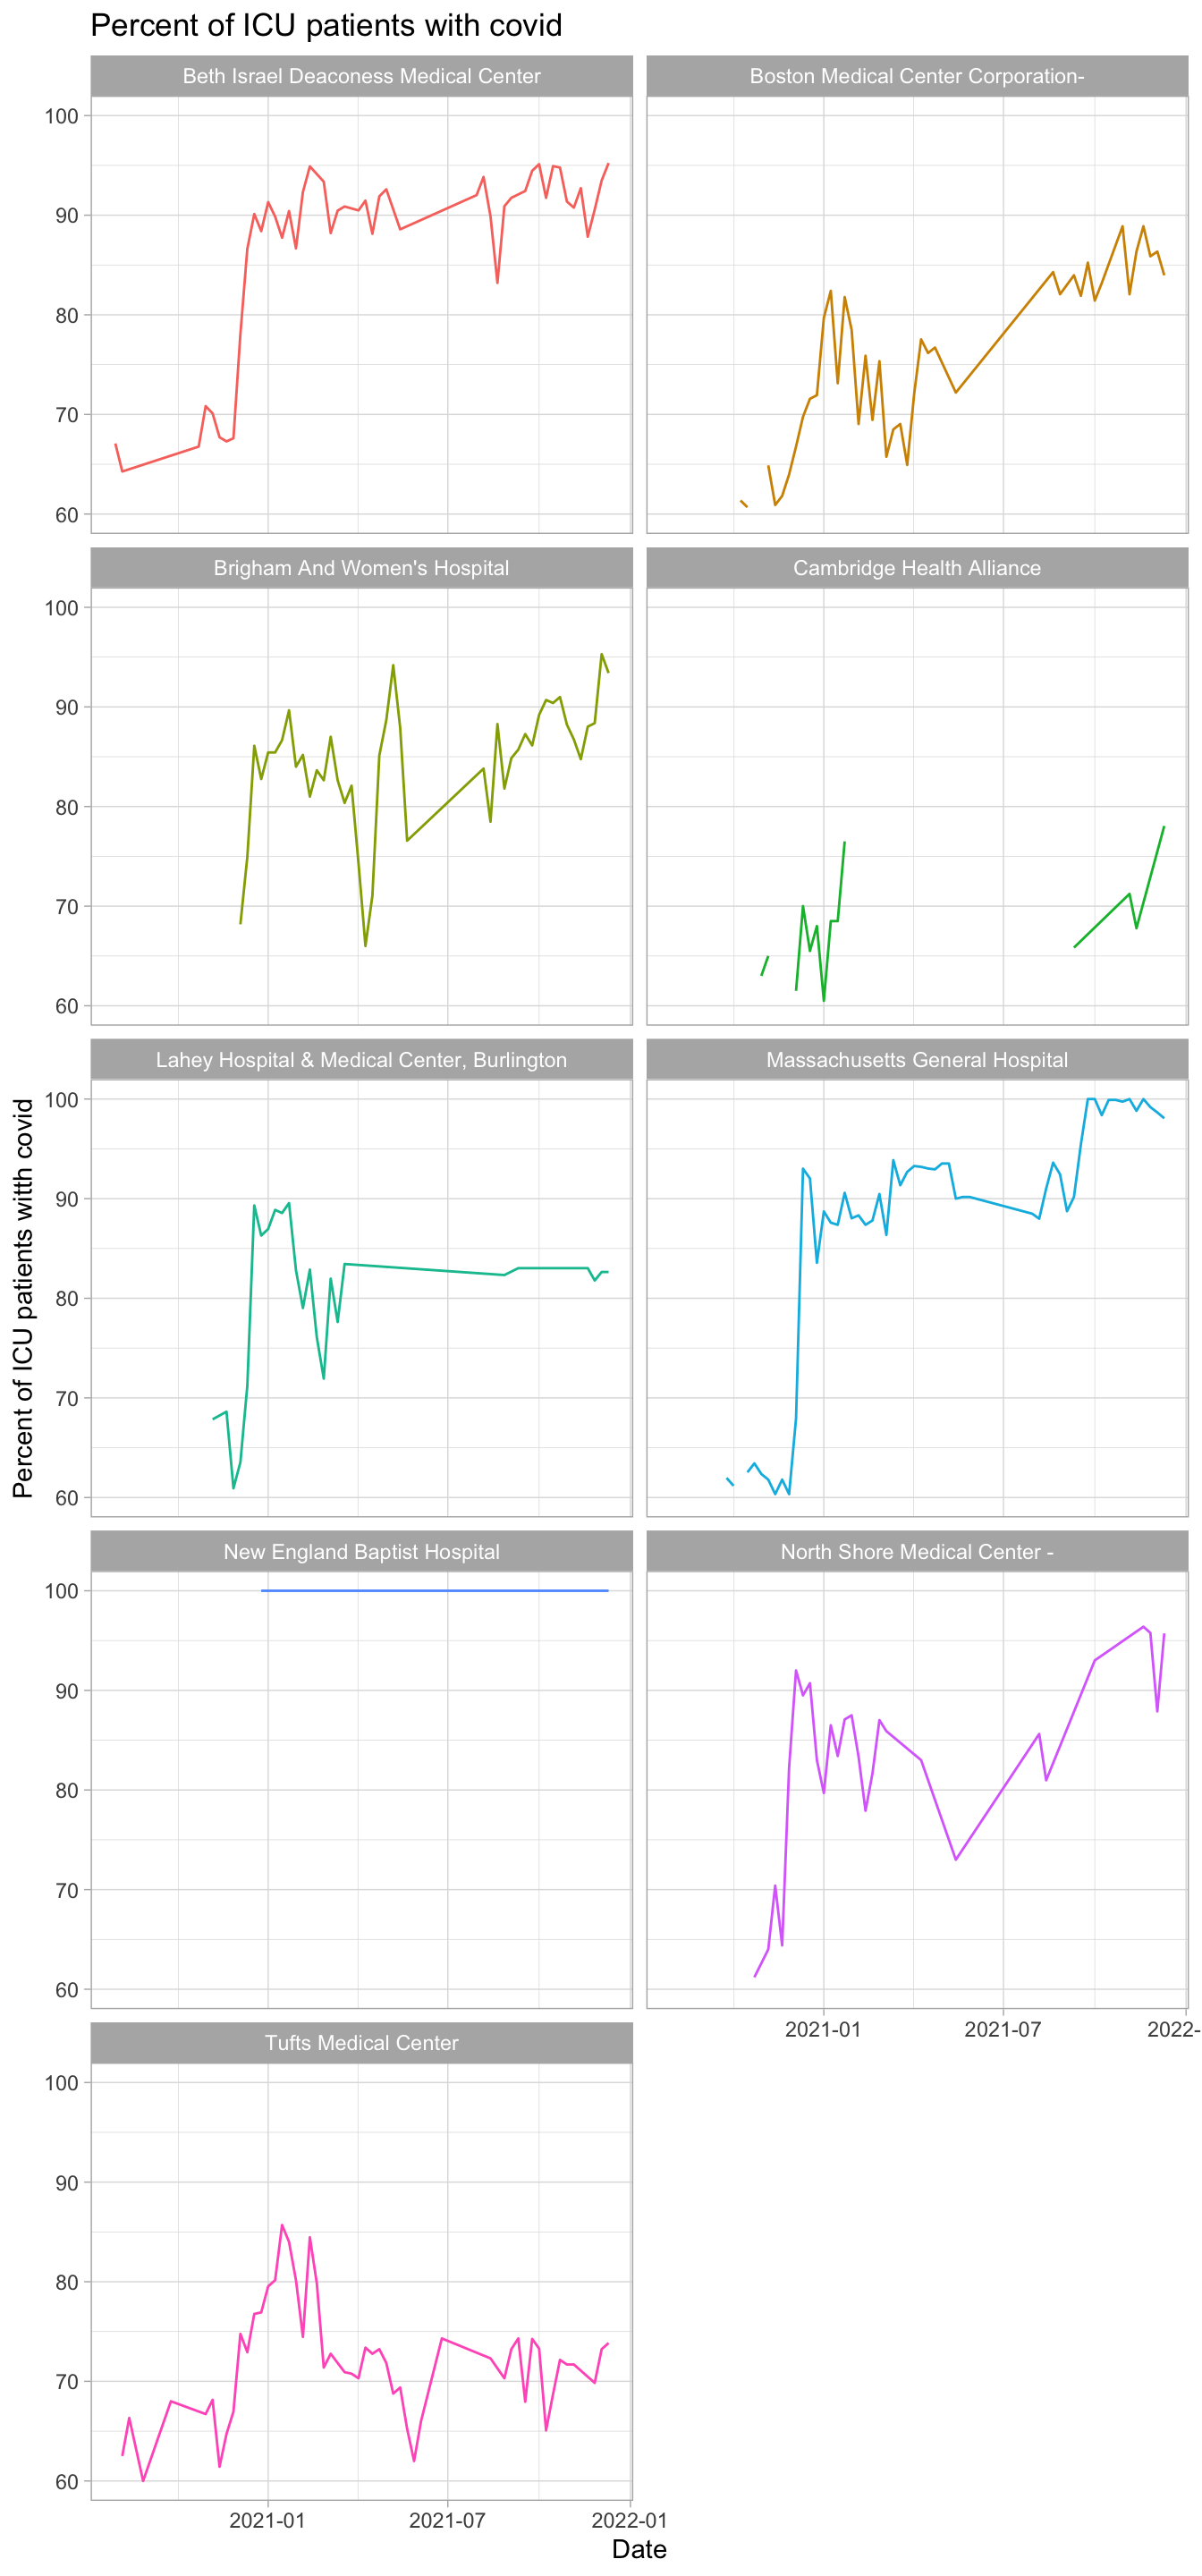 Percent of ICU patients with covid
Beth Israel Deaconess Medical Center
Boston Medical Center Corporation-
100
90
80
70
60
Brigham And Women's Hospital
Cambridge Health Alliance
100
90
80
70
60
Lahey Hospital & Medical Center, Burlington
Massachusetts General Hospital
100
90
80
70
60
Percent of ICU patients witth covid
New England Baptist Hospital
North Shore Medical Center -
100
90
80
70
60
2021-01 2021-07 2022-
Tufts Medical Center
100
90
80
70
60
2021-01 2021-07 2022-01
Date